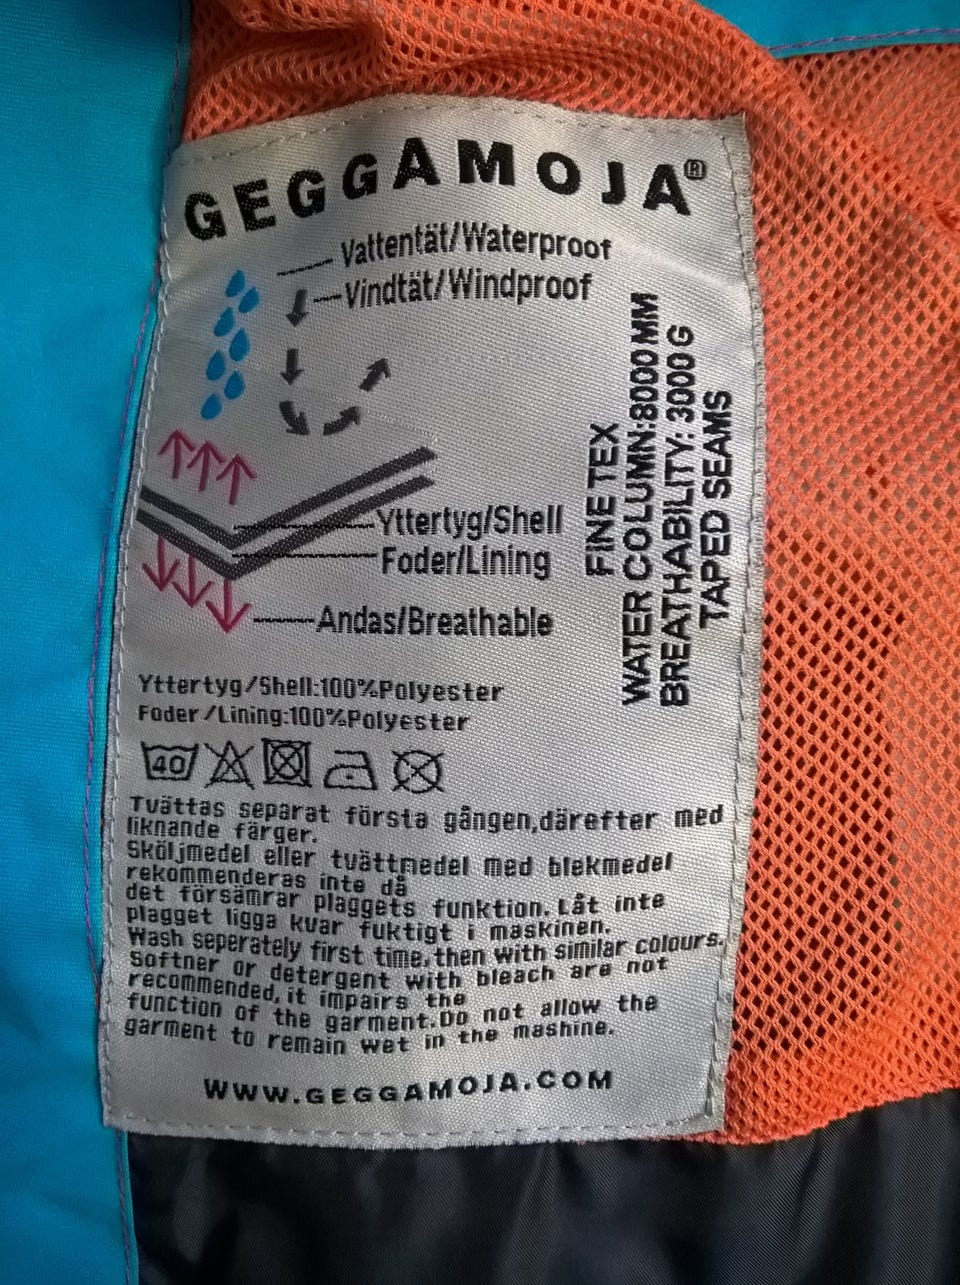 GEGGAMOJA®
Vattentät/Waterproof
Vindtät/Windproof
Yttertyg/Shell
Foder/Lining
Andas/Breathable
FINE TEX
WATER COLUMN:8000MM
BREATHABILITY: 3000G
TAPED SEAMS
Yttertyg/Shell:100%Polyester
Foder/Lining:100%Polyester
40
Tvättas separat första gången,därefter med
liknande färger.
Sköljmedel eller tvättmedel med blekmedel
rekommenderas inte då
det försämrar plaggets funktion. Låt inte
plagget ligga kvar fuktigt i maskinen.
Wash seperately first time.then with similar colours.
Softner or detergent with bleach are not
recommended,it impairs the
function of the garment.Do not allow the
garment to remain wet in the mashine.
WWW.GEGGAMOJA.COM